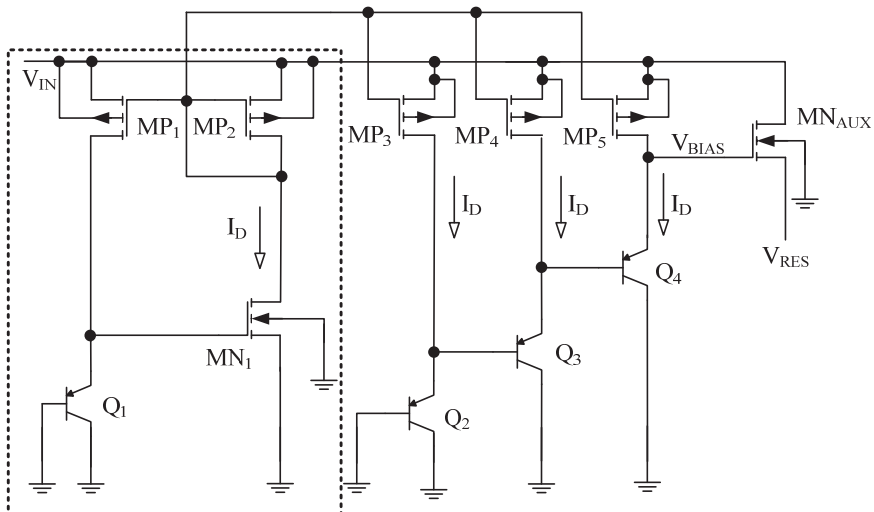 V_IN
MP_1
MP_2
MP_3
MP_4
MP_5
MN_AUX
V_BIAS
I_D
I_D
I_D
I_D
V_RES
Q_4
MN_1
Q_3
Q_1
Q_2